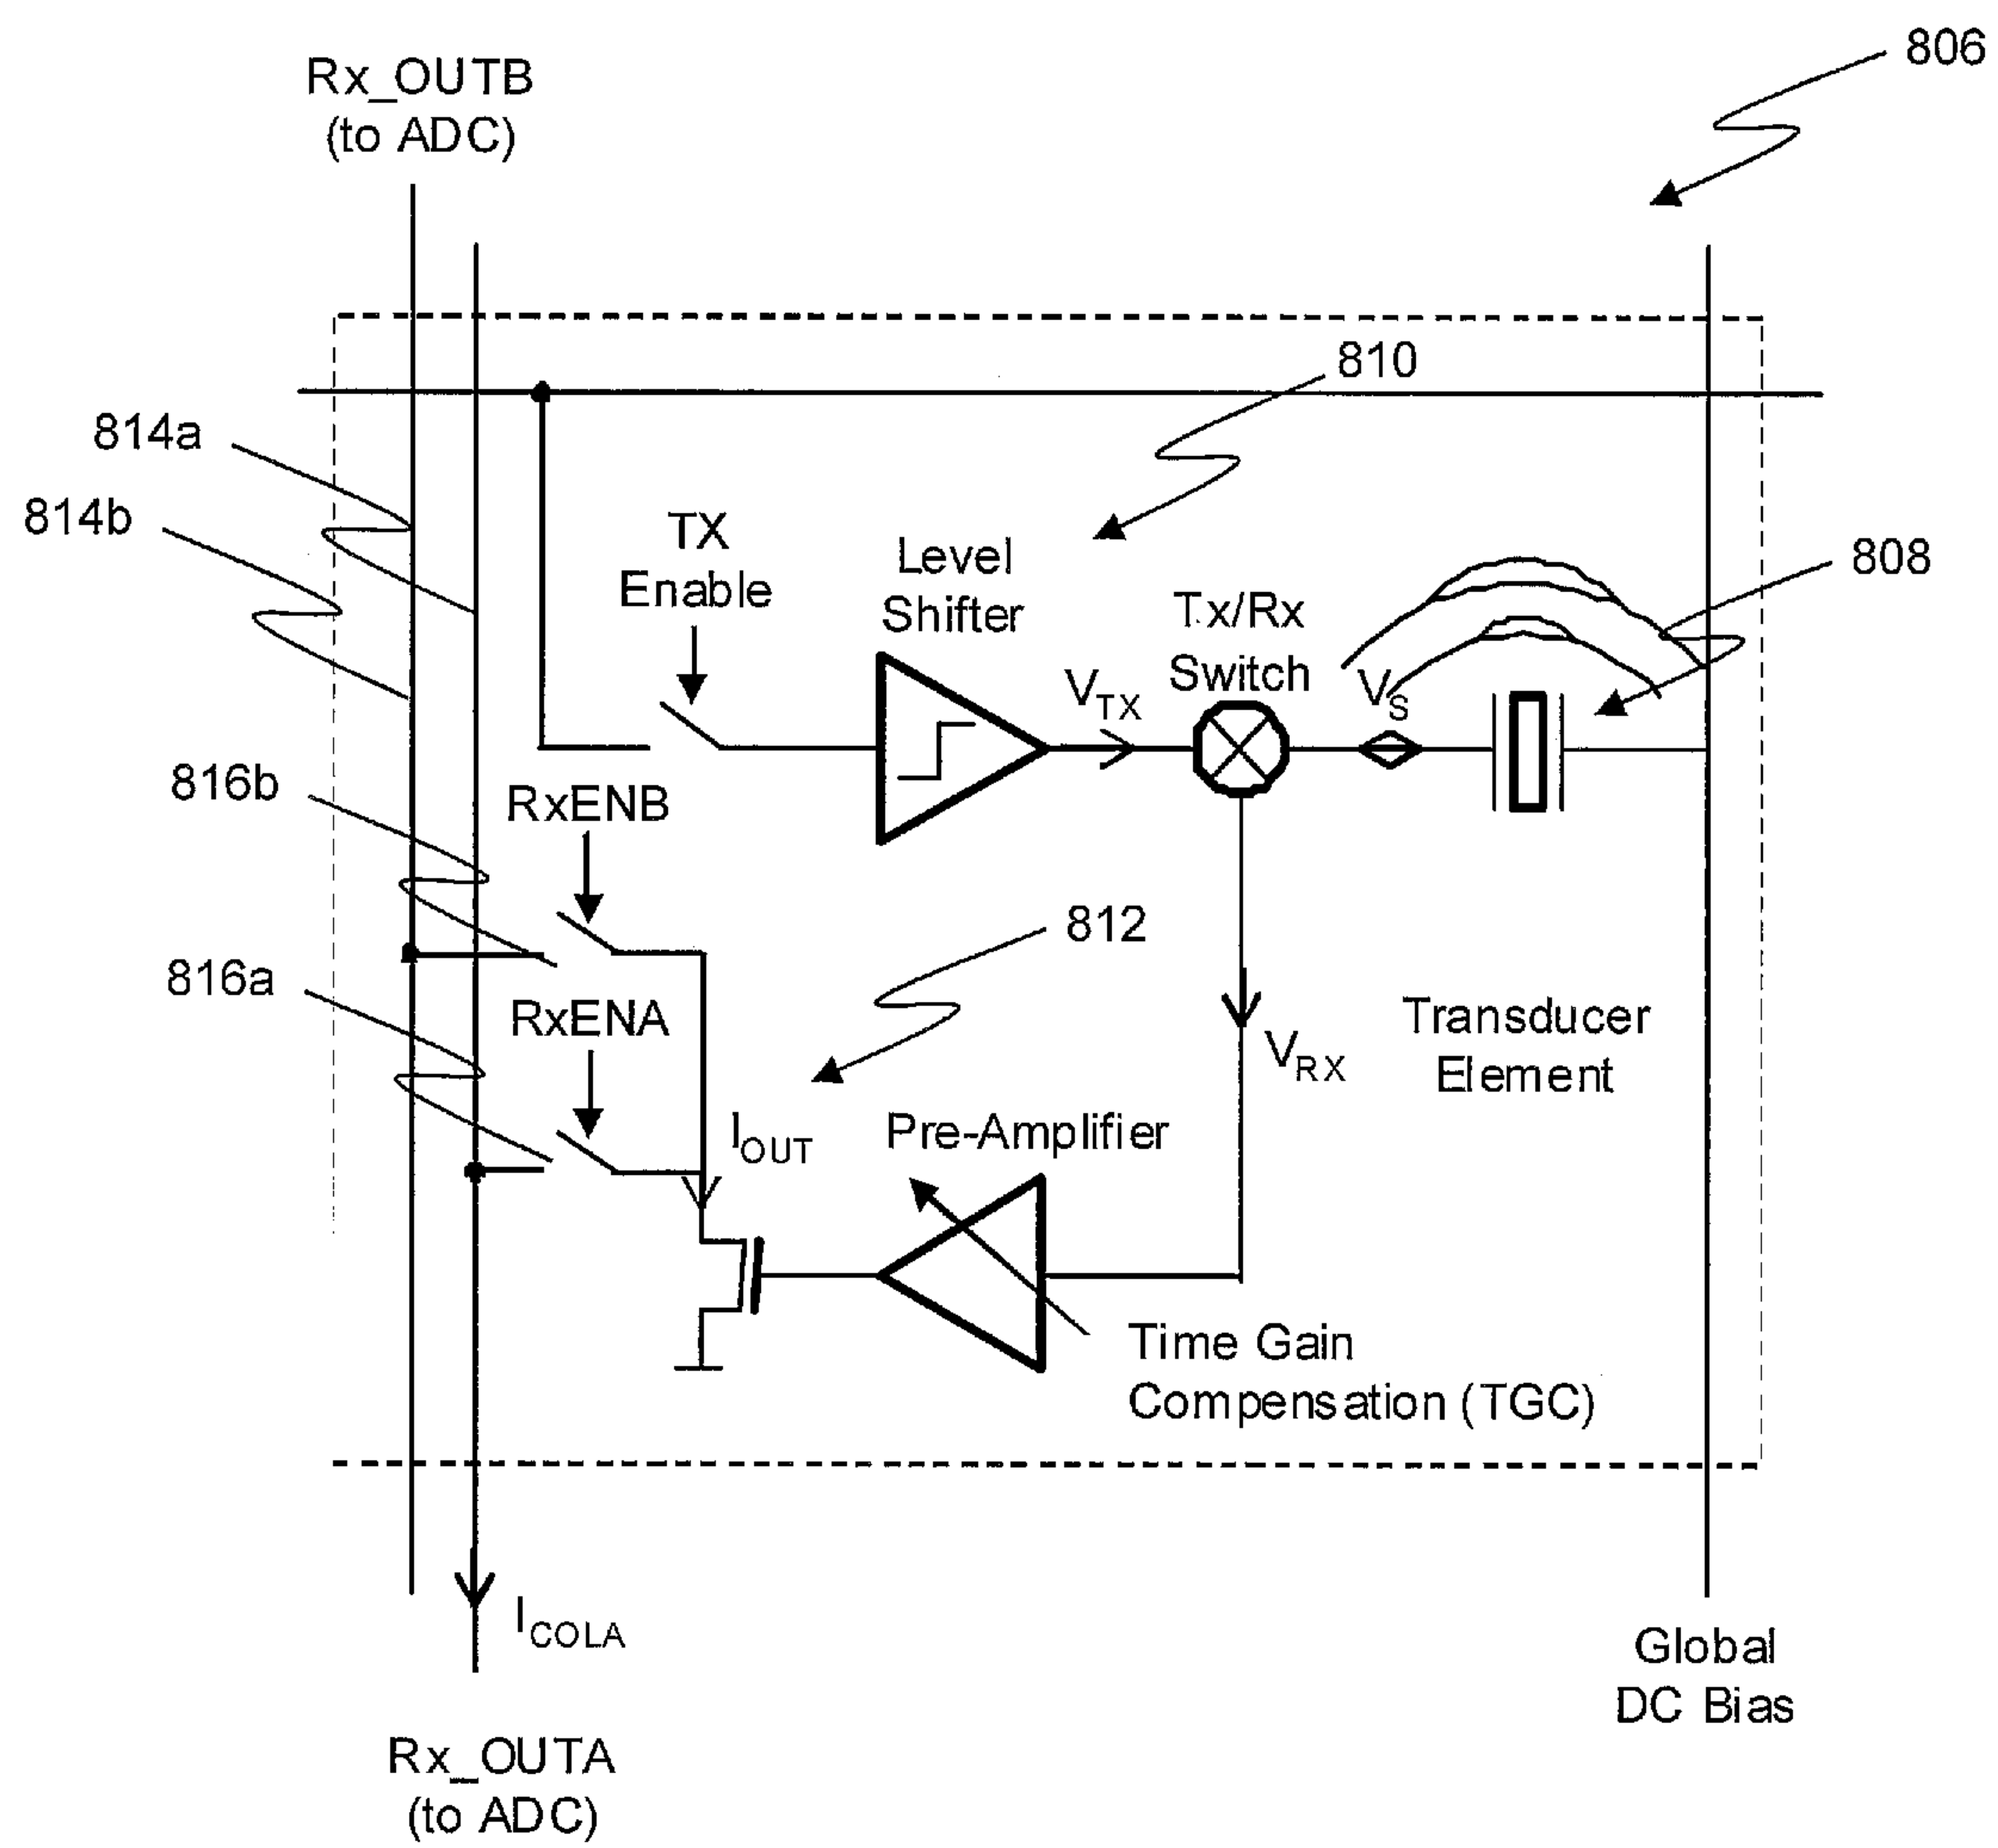 806
Rx_OUTB
(to ADC)
810
814a
814b
TX
Enable
Level
Shifter
808
Tx/Rx
Switch
VTX
VS
816b
RxENB
812
816a
RxENA
Transducer
Element
VRX
IOUT
Pre-Amplifier
Time Gain
Compensation (TGC)
ICOLA
Global
DC Bias
Rx_OUTA
(to ADC)